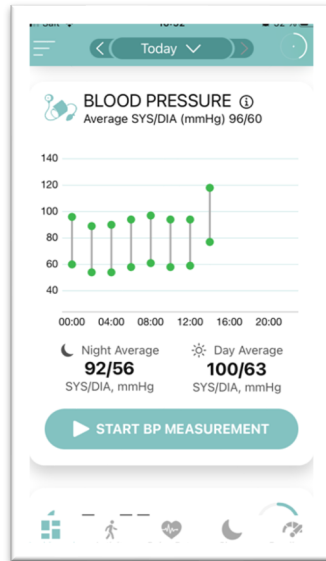 Today
BLOOD PRESSURE
Average SYS/DIA (mmHg) 96/60
140
120
100
80
60
40
00:00 04:00 08:00 12:00 16:00 20:00
Night Average Day Average
92/56 100/63
SYS/DIA, mmHg SYS/DIA, mmHg
START BP MEASUREMENT